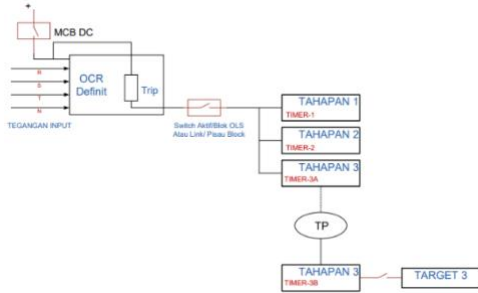 +
MCB DC
R
S
T
N
OCR
Definit
Trip
TEGANGAN INPUT
Switch Aktif/Blok OLS
Atau Link/ Pisau Block
TAHAPAN 1
TIMER-1
TAHAPAN 2
TIMER-2
TAHAPAN 3
TIMER-3A
TP
TAHAPAN 3
TIMER-3B
TARGET 3